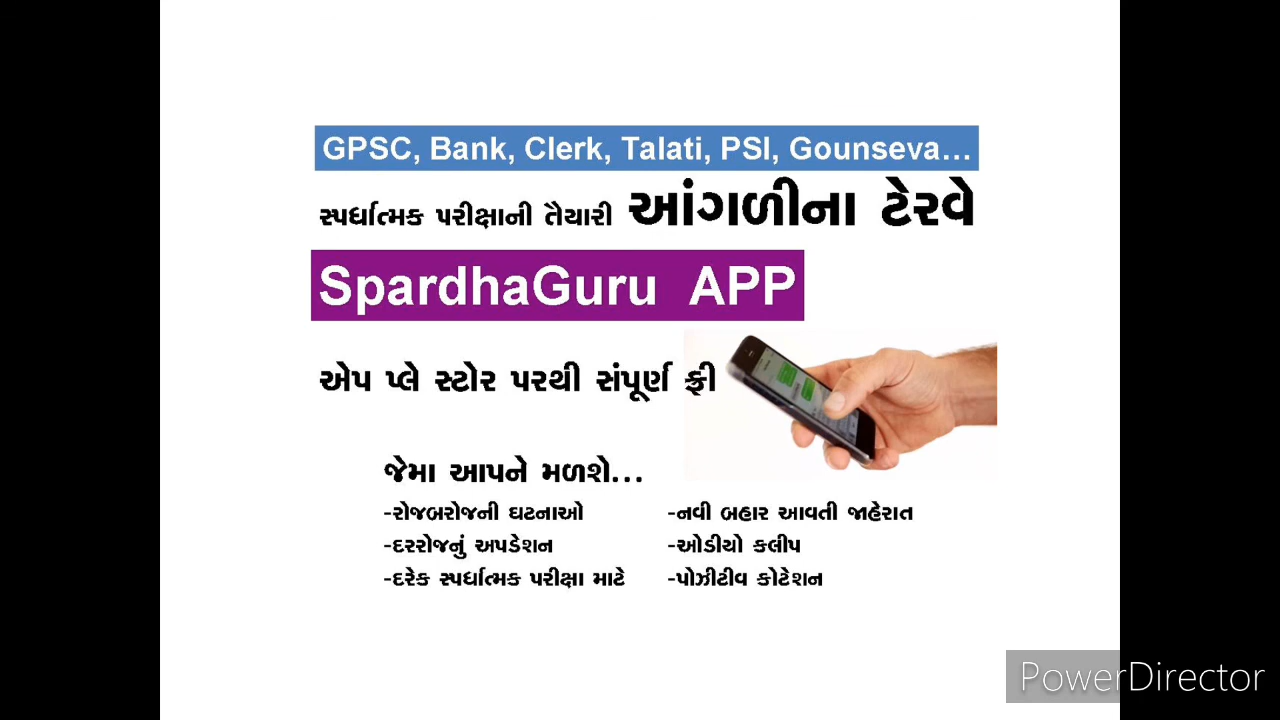 GPSC, Bank, Clerk, Talati, PSI, Gounseva...
સ્પર્ધાત્મક પરીક્ષાની તૈયારી આંગળીના ટેરવે
SpardhaGuru APP
એપ પ્લે સ્ટોર પરથી સંપૂર્ણ ફ્રી
જેમા આપને મળશે...
-રોજબરોજની ઘટનાઓ
-દરરોજનું અપડેશન
-દરેક સ્પર્ધાત્મક પરીક્ષા માટે
-નવી બહાર આવતી જાહેરાત
-ઓડીયો કલીપ
-પોઝીટીવ કોટેશન
PowerDirector